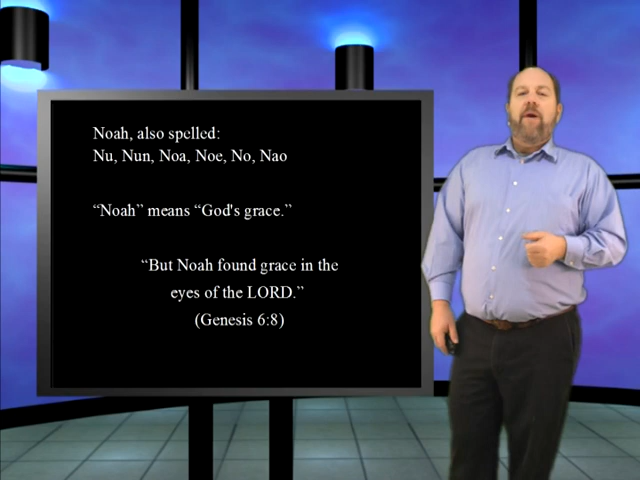 Noah, also spelled:
Nu, Nun, Noa, Noe, No, Nao
“Noah” means “God's grace.”
“But Noah found grace in the
eyes of the LORD.”
(Genesis 6:8)